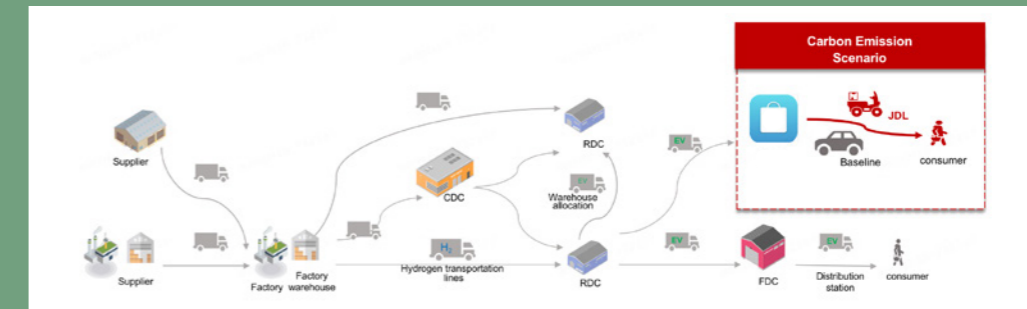 Carbon Emission
Scenario
JDL
Baseline
consumer
Supplier
RDC
CDC
EV
Warehouse
allocation
EV
Supplier
Factory
Factory
warehouse
H₂
Hydrogen transportation
lines
RDC
EV
FDC
EV
Distribution
station
consumer